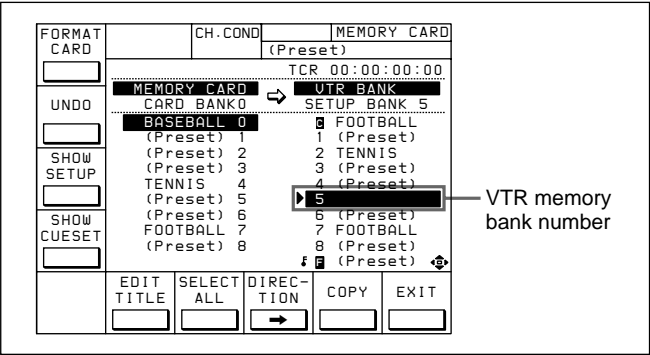 FORMAT CARD
CH·COND
MEMORY CARD
(Preset)
TCR 00:00:00:00
UNDO
MEMORY CARD
CARD BANK0
VTR BANK
SETUP BANK 5
BASEBALL 0
C FOOTBALL
(Preset) 1
1 (Preset)
(Preset) 2
2 TENNIS
(Preset) 3
3 (Preset)
TENNIS 4
4 (Preset)
(Preset) 5
5
(Preset) 6
6 (Preset)
FOOTBALL 7
7 FOOTBALL
(Preset) 8
8 (Preset)
F (Preset)
SHOW SETUP
SHOW CUESET
VTR memory
bank number
EDIT TITLE
SELECT ALL
DIREC-TION
COPY
EXIT